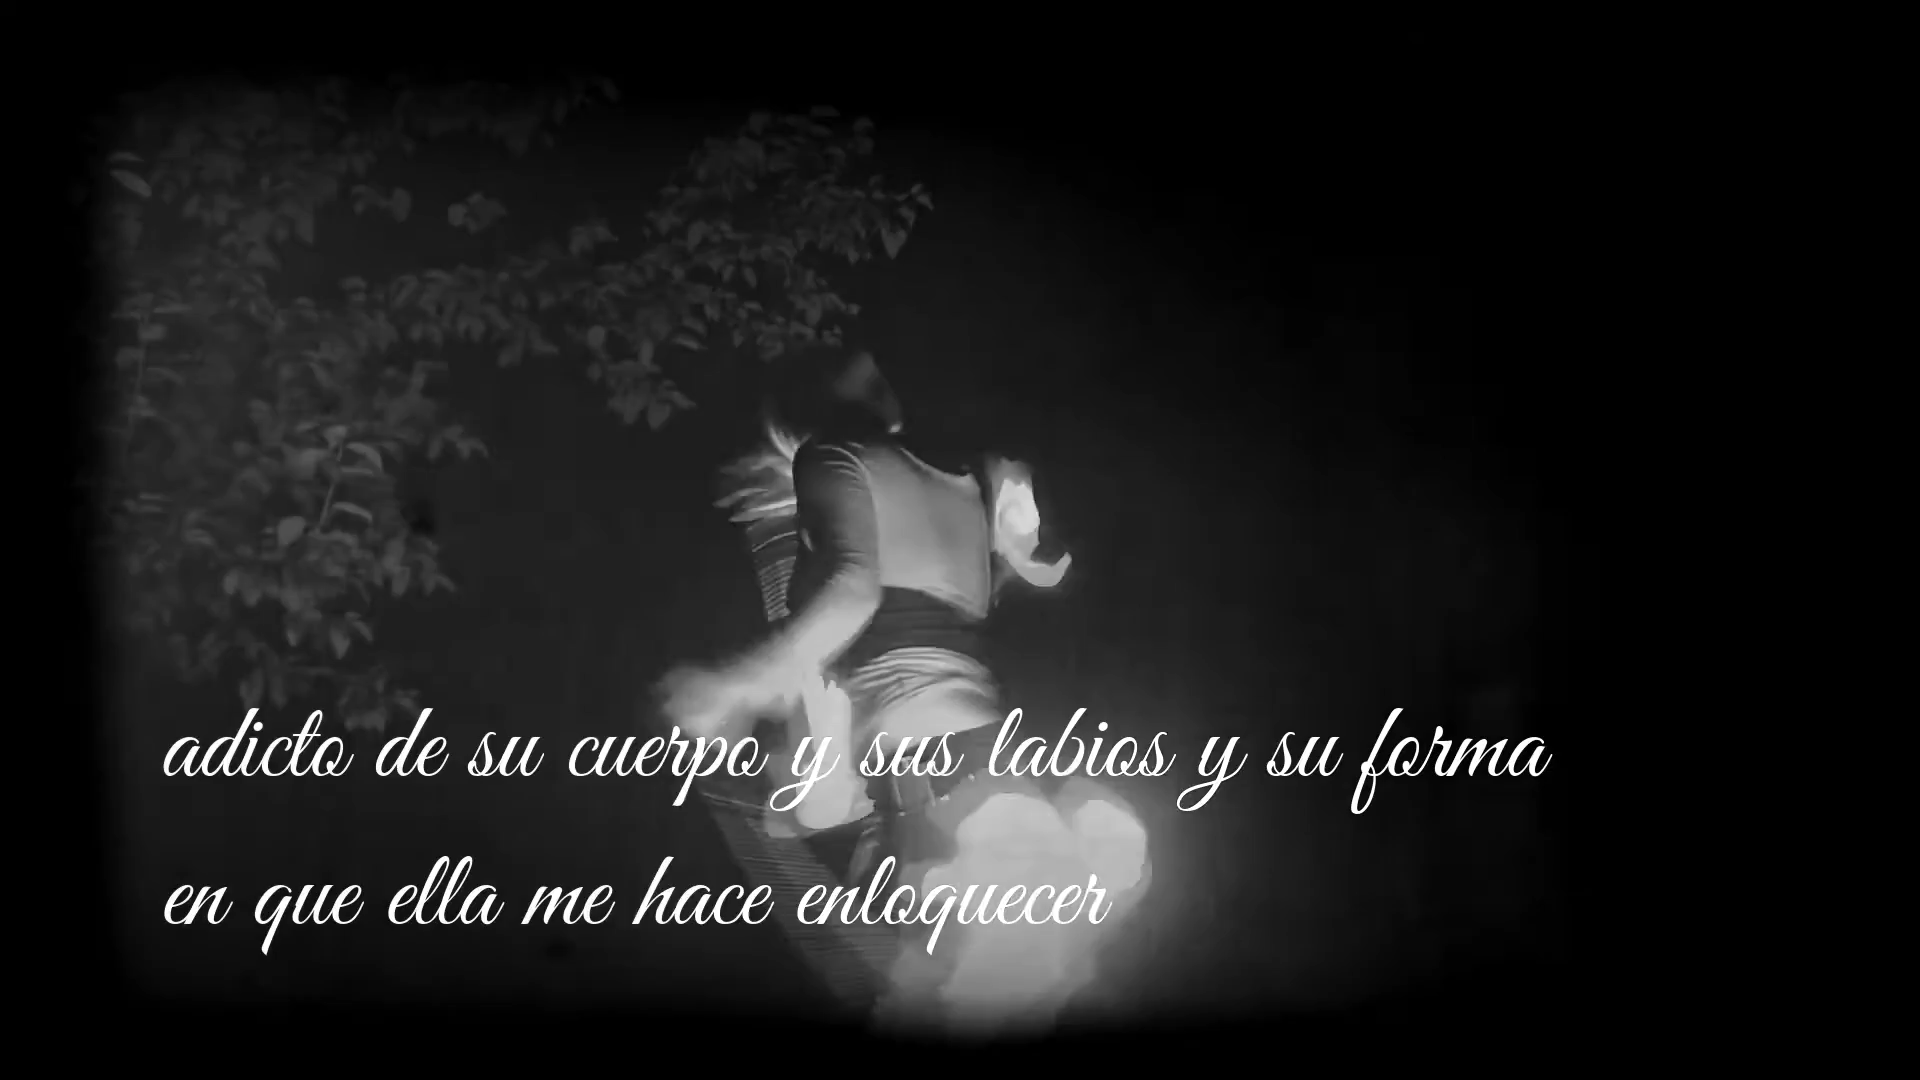 adicto de su cuerpo y sus labios y su forma
en que ella me hace enloquecer